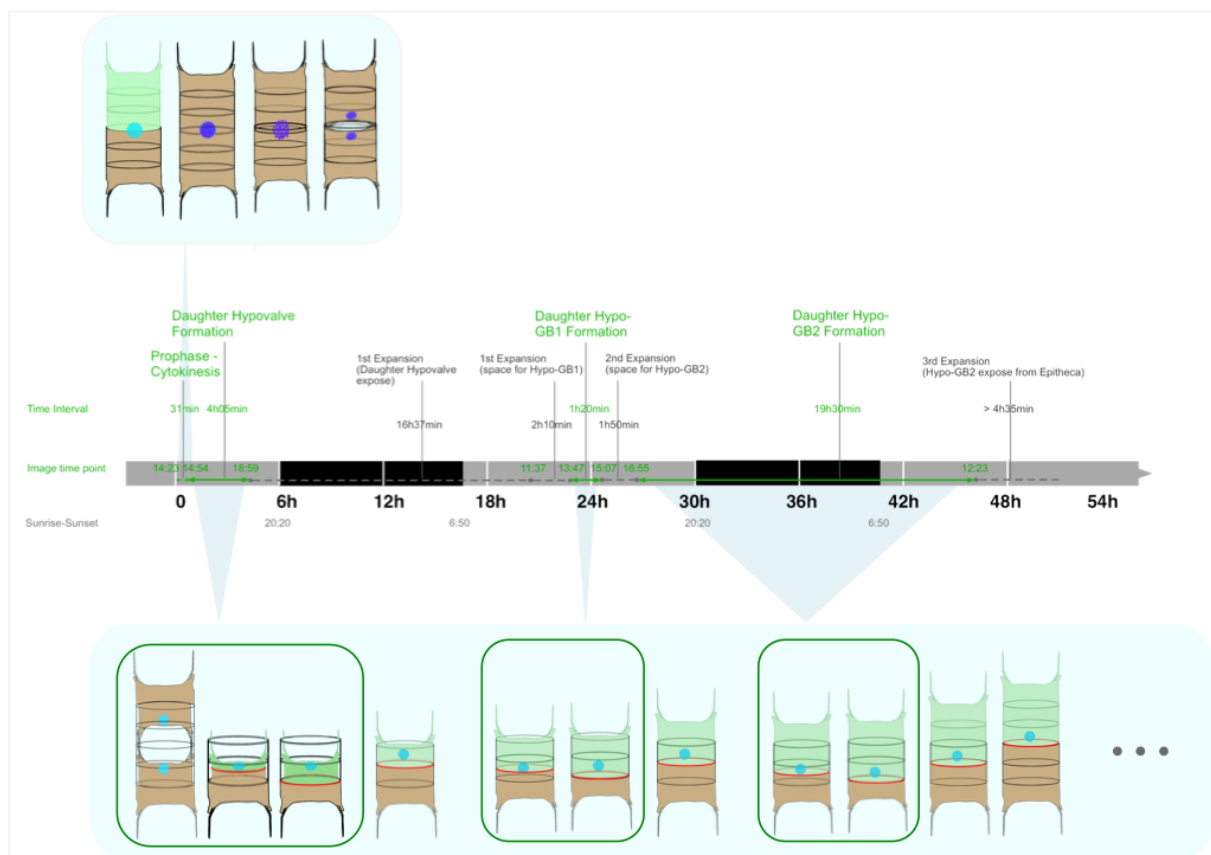 Daughter Hypovalve
Formation
Daughter Hypo-
GB1 Formation
Daughter Hypo-
GB2 Formation
Prophase -
Cytokinesis
1st Expansion
(Daughter Hypovalve
expose)
1st Expansion
(space for Hypo-GB1)
2nd Expansion
(space for Hypo-GB2)
3rd Expansion
(Hypo-GB2 expose from Epitheca)
Time Interval
31min 4h05min
1h20min
19h30min
> 4h35min
16h37min
2h10min
1h50min
Image time point
14:23 14:54 18:59 11:37 13:47 15:07 16:55 12:23
0 6h 12h 18h 24h 30h 36h 42h 48h 54h
Sunrise-Sunset 20:20 6:50 20:20 6:50